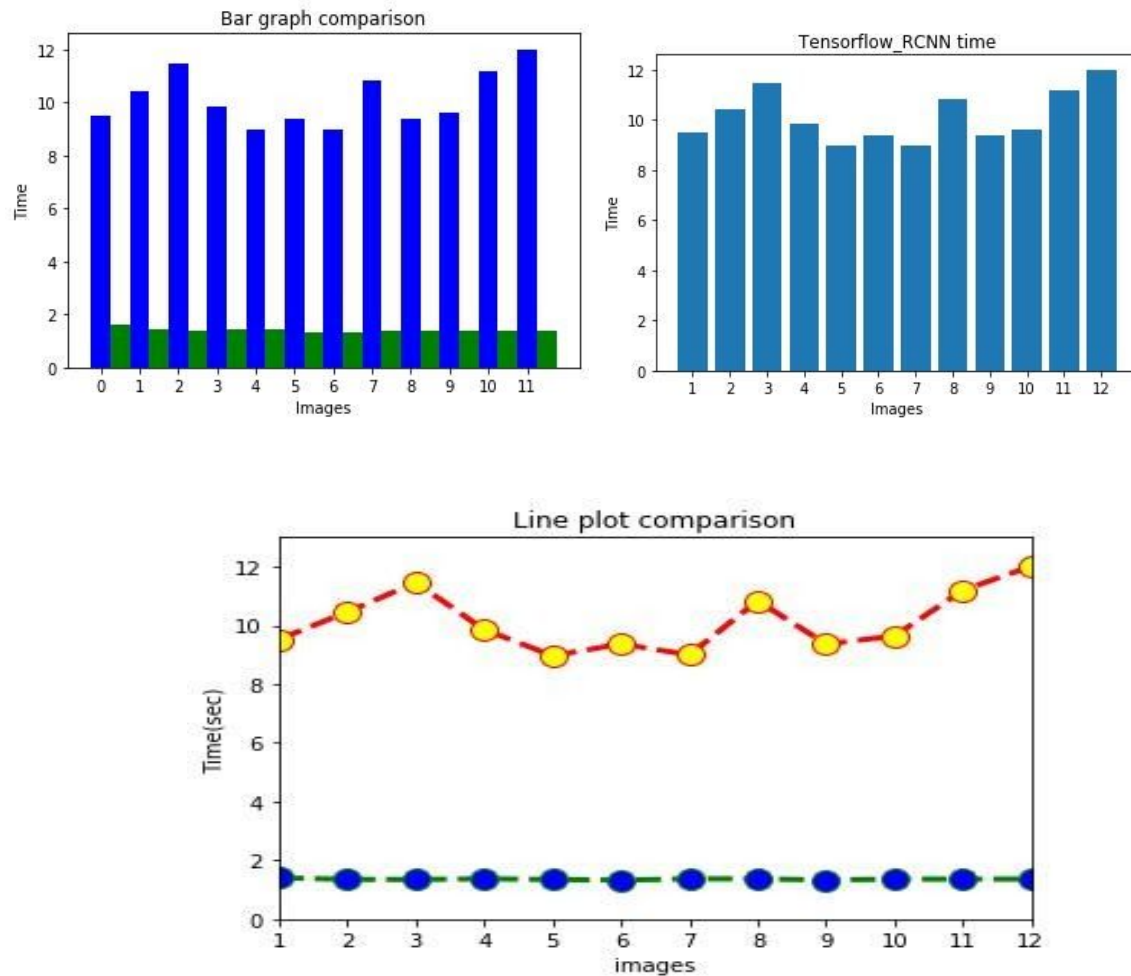 Bar graph comparison
12
10
8
6
4
2
0
Time
0 1 2 3 4 5 6 7 8 9 10 11
Images
Tensorflow_RCNN time
12
10
8
6
4
2
0
Time
1 2 3 4 5 6 7 8 9 10 11 12
Images
Line plot comparison
12
10
8
6
4
2
0
Time(sec)
1 2 3 4 5 6 7 8 9 10 11 12
images